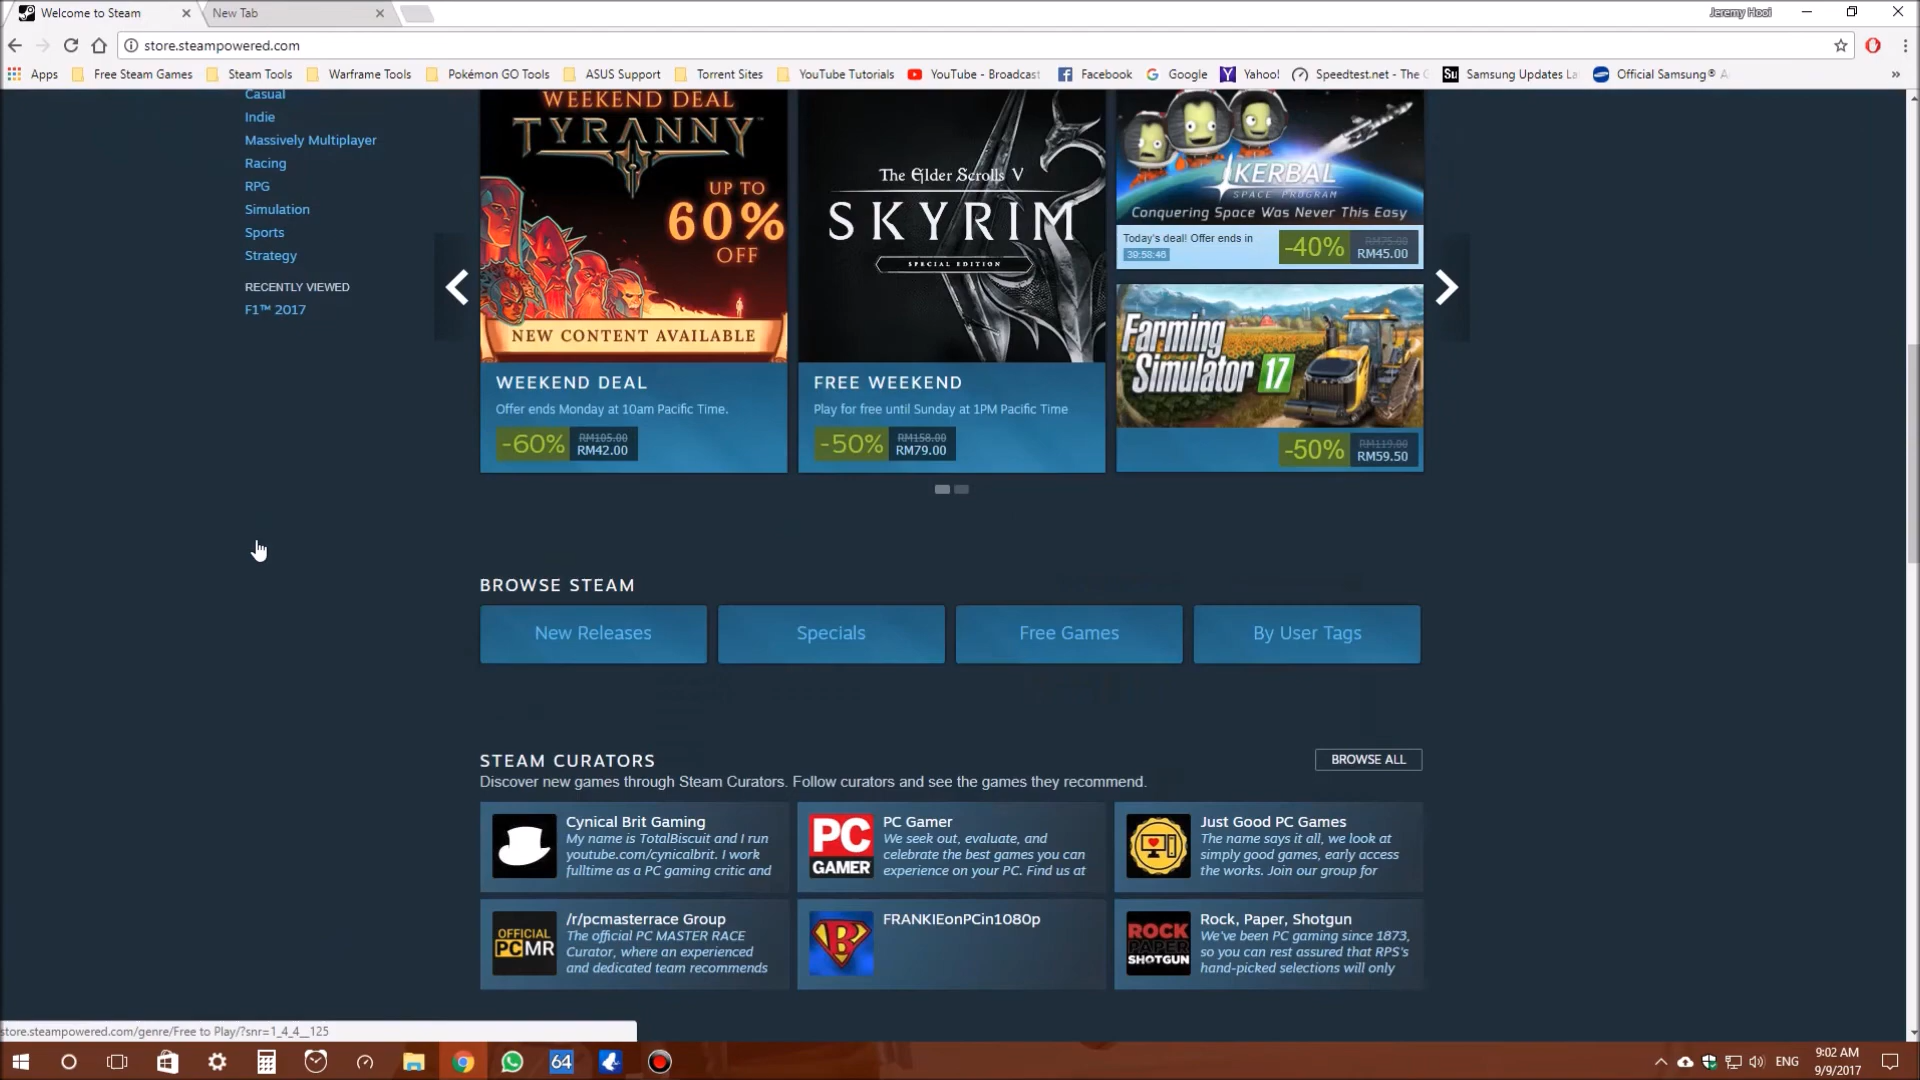 Welcome to Steam
New Tab
Jeremy Hooi
store.steampowered.com
Apps
Free Steam Games
Steam Tools
Warframe Tools
Pokémon GO Tools
ASUS Support
Torrent Sites
YouTube Tutorials
YouTube - Broadcast
Facebook
Google
Yahoo!
Speedtest.net - The G
Samsung Updates La
Official Samsung® A
Casual
Indie
Massively Multiplayer
Racing
RPG
Simulation
Sports
Strategy
RECENTLY VIEWED
F1™ 2017
WEEKEND DEAL
TYRANNY
UP TO
60%
OFF
NEW CONTENT AVAILABLE
WEEKEND DEAL
Offer ends Monday at 10am Pacific Time.
-60%
RM105.00
RM42.00
The Elder Scrolls V
SKYRIM
SPECIAL EDITION
FREE WEEKEND
Play for free until Sunday at 1PM Pacific Time
-50%
RM158.00
RM79.00
KERBAL
SPACE PROGRAM
Conquering Space Was Never This Easy
Today's deal! Offer ends in
39:58:46
-40%
RM75.00
RM45.00
Farming
Simulator 17
-50%
RM119.00
RM59.50
BROWSE STEAM
New Releases
Specials
Free Games
By User Tags
STEAM CURATORS
BROWSE ALL
Discover new games through Steam Curators. Follow curators and see the games they recommend.
Cynical Brit Gaming
My name is TotalBiscuit and I run
youtube.com/cynicalbrit. I work
fulltime as a PC gaming critic and
PC
GAMER
PC Gamer
We seek out, evaluate, and
celebrate the best games you can
experience on your PC. Find us at
Just Good PC Games
The name says it all, we look at
simply good games, early access
the works. Join our group for
OFFICIAL
PCMR
/r/pcmasterrace Group
The official PC MASTER RACE
Curator, where an experienced
and dedicated team recommends
B
FRANKIEonPCin1080p
ROCK
PAPER
SHOTGUN
Rock, Paper, Shotgun
We've been PC gaming since 1873,
so you can rest assured that RPS's
hand-picked selections will only
store.steampowered.com/genre/Free to Play/?snr=1_4_4__125
64
ENG
9:02 AM
9/9/2017